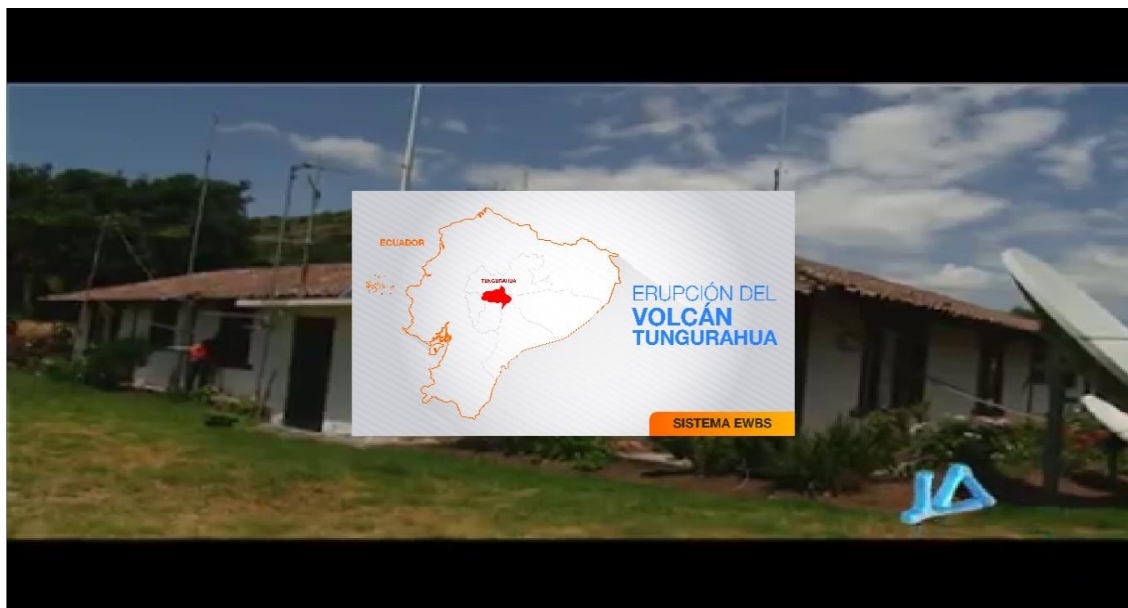 ECUADOR
TUNGURAHUA
ERUPCIÓN DEL
VOLCÁN
TUNGURAHUA
SISTEMA EWBS